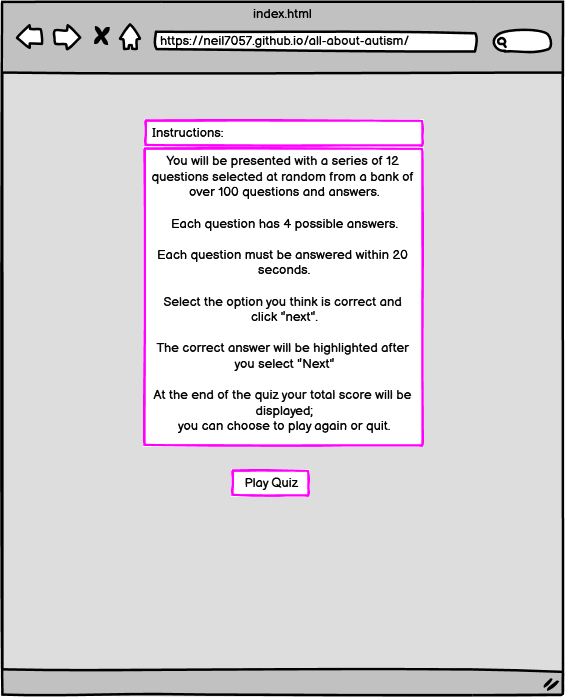 index.html
https://neil7057.github.io/all-about-autism/
Instructions:
You will be presented with a series of 12
questions selected at random from a bank of
over 100 questions and answers.
Each question has 4 possible answers.
Each question must be answered within 20
seconds.
Select the option you think is correct and
click "next".
The correct answer will be highlighted after
you select "Next"
At the end of the quiz your total score will be
displayed;
you can choose to play again or quit.
Play Quiz